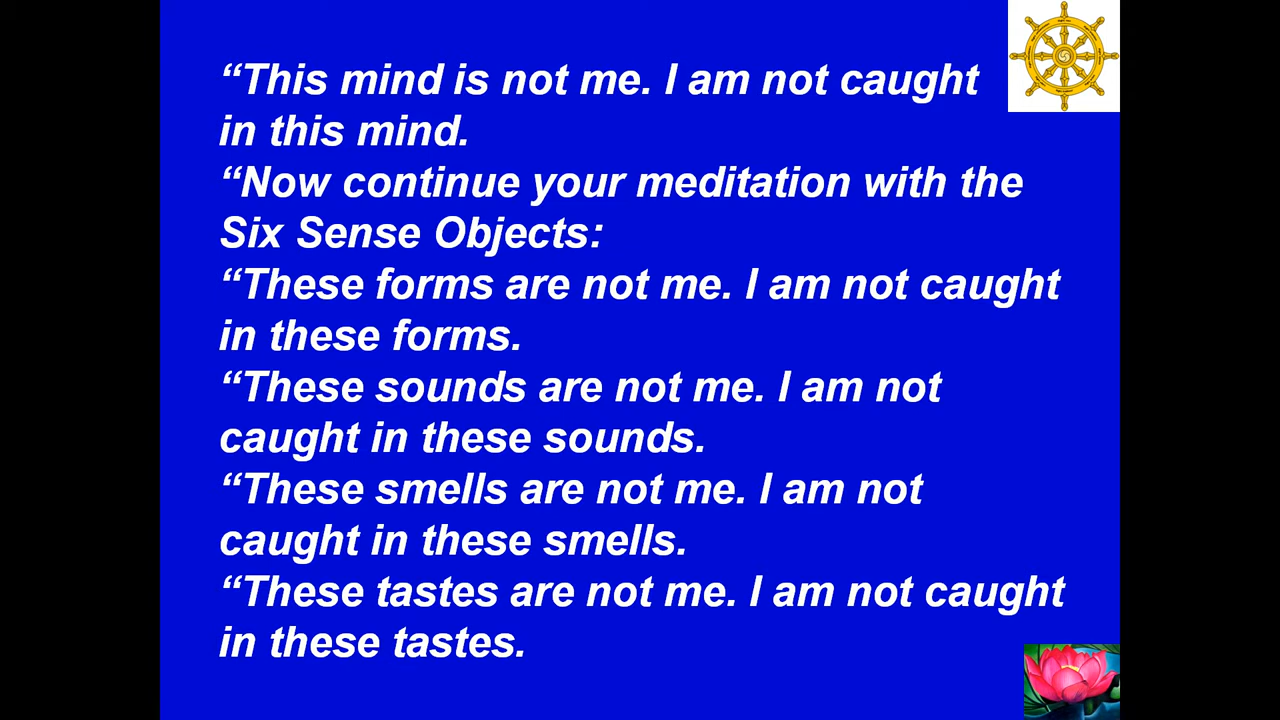 “This mind is not me. I am not caught
in this mind.
“Now continue your meditation with the
Six Sense Objects:
“These forms are not me. I am not caught
in these forms.
“These sounds are not me. I am not
caught in these sounds.
“These smells are not me. I am not
caught in these smells.
“These tastes are not me. I am not caught
in these tastes.